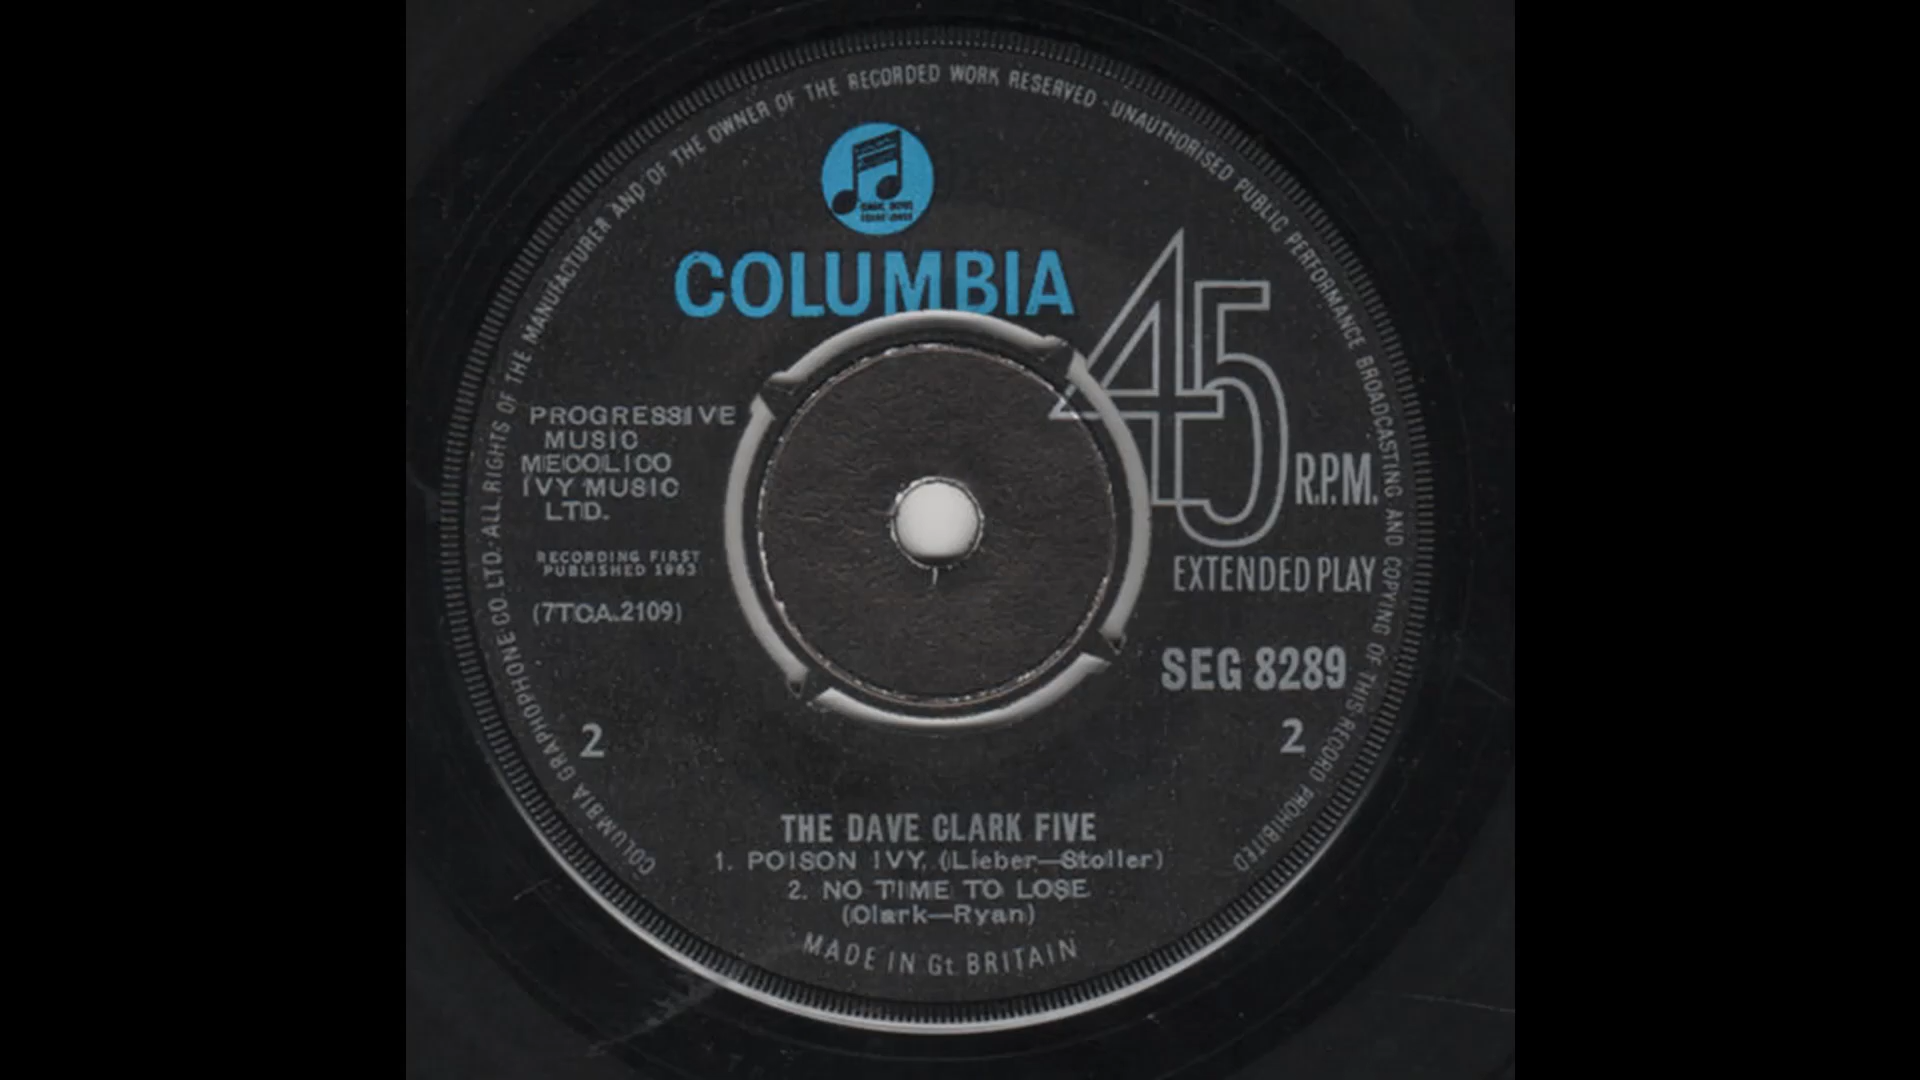 COLUMBIA GRAPHOPHONE CO. LTD. ALL RIGHTS OF THE MANUFACTURER AND OF THE OWNER OF THE RECORDED WORK RESERVED · UNAUTHORISED PUBLIC PERFORMANCE BROADCASTING AND COPYING OF THIS RECORD PROHIBITED
COLUMBIA
45
R.P.M.
EXTENDED PLAY
PROGRESSIVE
MUSIC
MECOLICO
IVY MUSIC
LTD.
RECORDING FIRST
PUBLISHED 1963
(7TCA.2109)
SEG 8289
2
2
THE DAVE CLARK FIVE
1. POISON IVY, (Lieber—Stoller)
2. NO TIME TO LOSE
(Clark—Ryan)
MADE IN Gt. BRITAIN